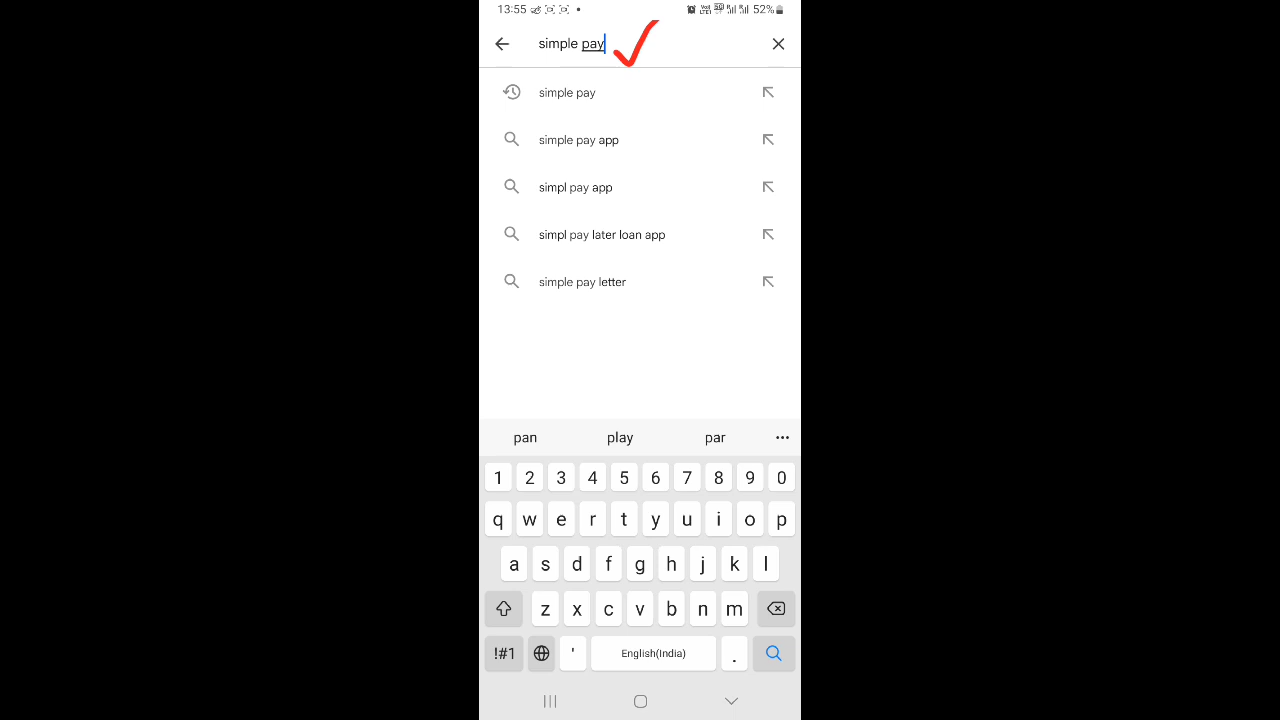 13:55 52%
simple pay
simple pay
simple pay app
simpl pay app
simpl pay later loan app
simple pay letter
pan play par
1 2 3 4 5 6 7 8 9 0
q w e r t y u i o p
a s d f g h j k l
z x c v b n m
!#1 ' English(India) .